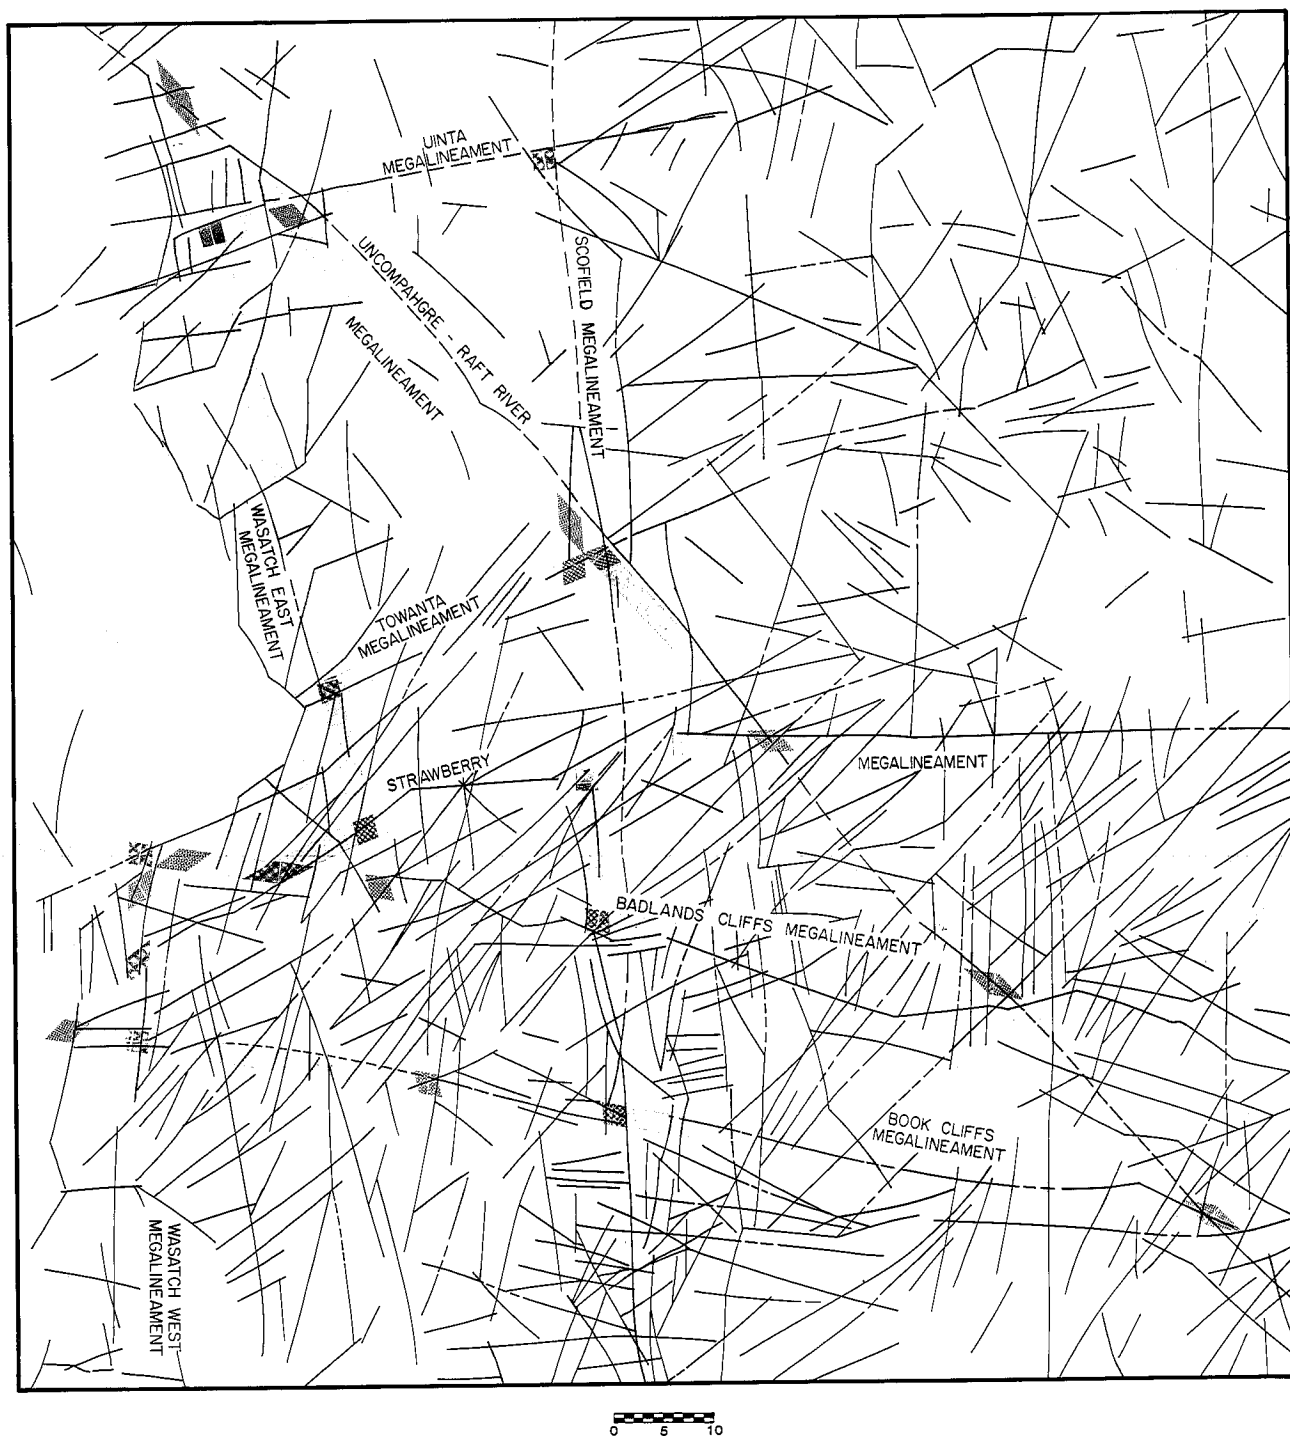 UINTA
MEGALINEAMENT
UNCOMPAHGRE - RAFT RIVER
MEGALINEAMENT
SCOFIELD MEGALINEAMENT
WASATCH EAST
MEGALINEAMENT
TOWANTA
MEGALINEAMENT
STRAWBERRY
MEGALINEAMENT
BADLANDS CLIFFS MEGALINEAMENT
BOOK CLIFFS
MEGALINEAMENT
WASATCH WEST
MEGALINEAMENT
0 5 10